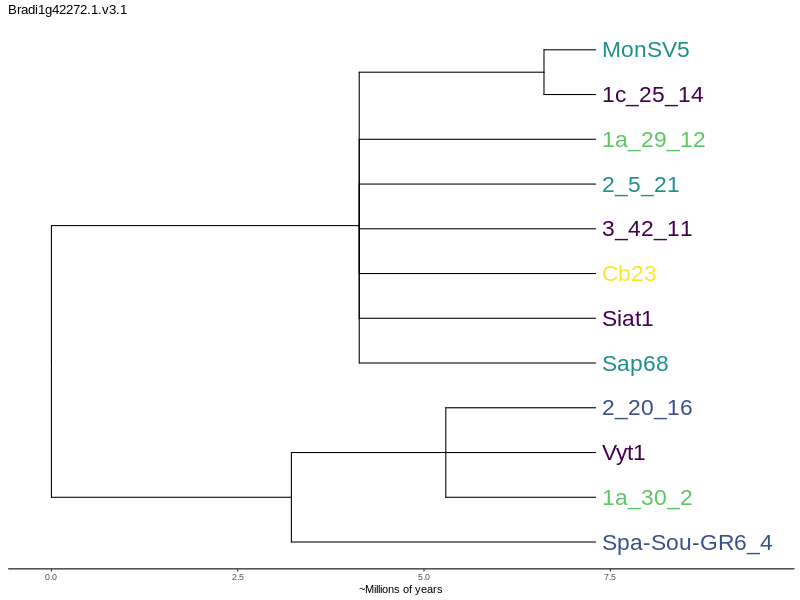 Bradi1g42272.1.v3.1
MonSV5
1c_25_14
1a_29_12
2_5_21
3_42_11
Cb23
Siat1
Sap68
2_20_16
Vyt1
1a_30_2
Spa-Sou-GR6_4
0.0 2.5 5.0 7.5
~Millions of years